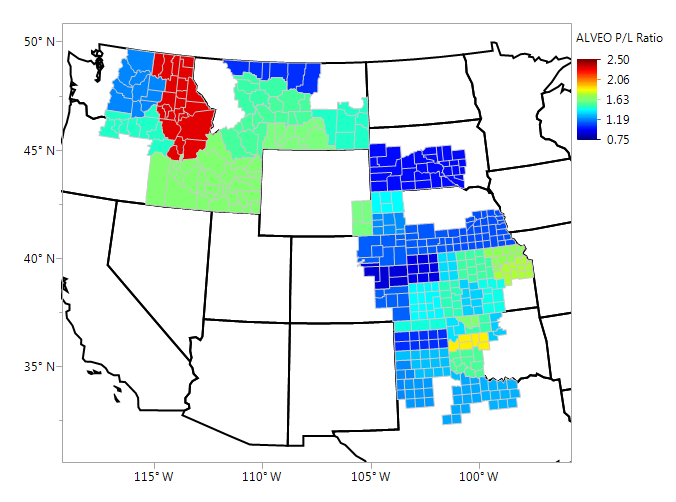 ALVEO P/L Ratio
2.50
2.06
1.63
1.19
0.75
50° N
45° N
40° N
35° N
115° W
110° W
105° W
100° W